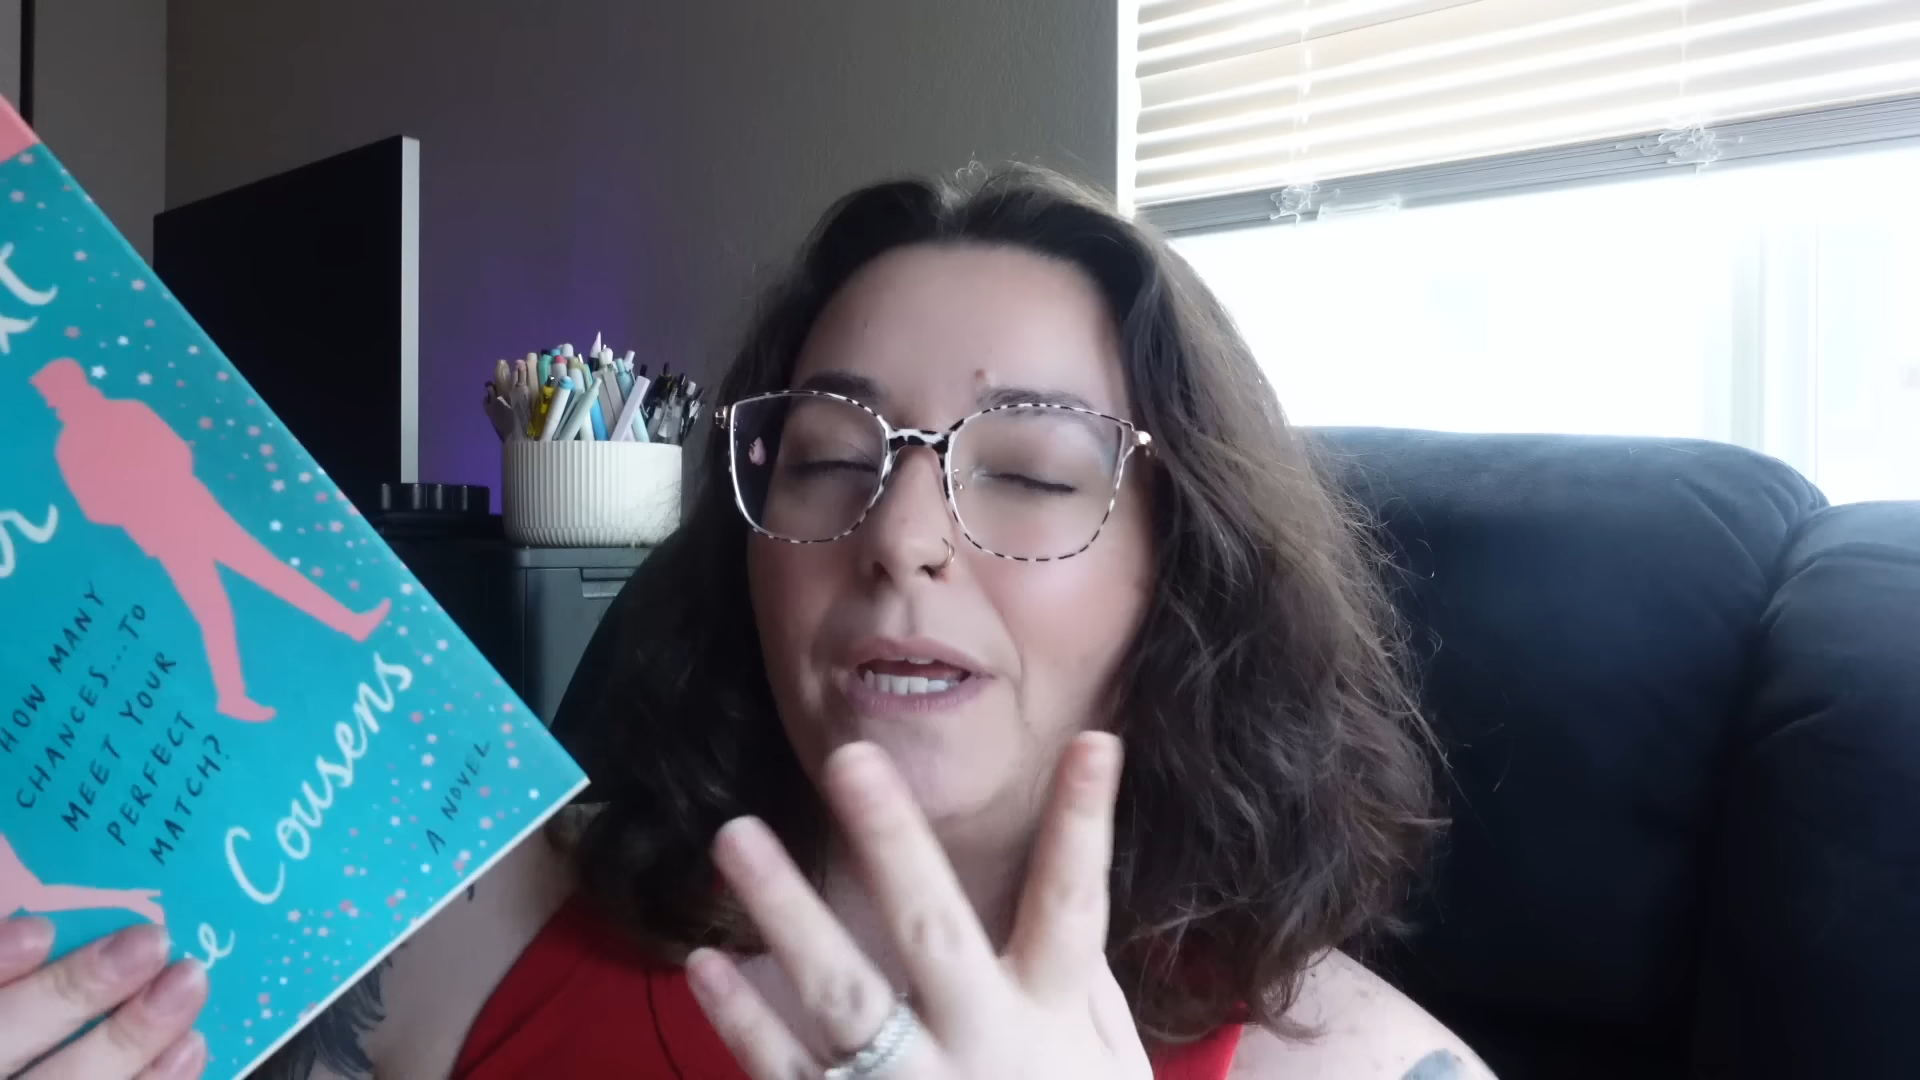 HOW MANY
CHANCES... TO
MEET YOUR
PERFECT
MATCH?
Cousens
A NOVEL